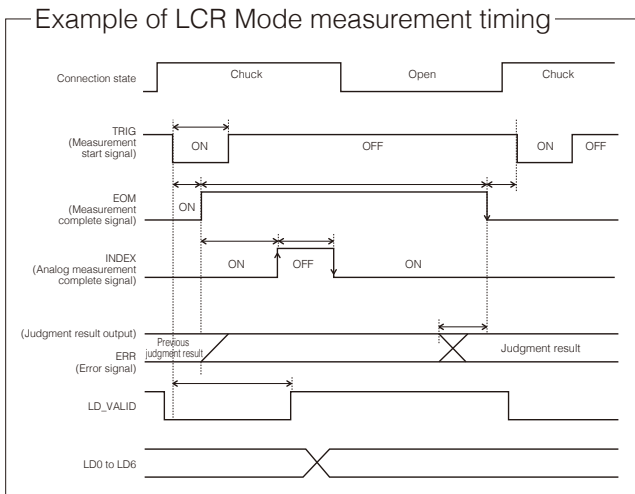 Example of LCR Mode measurement timing
Connection state
Chuck
Open
Chuck
TRIG
(Measurement
start signal)
ON
OFF
ON
OFF
EOM
(Measurement
complete signal)
ON
INDEX
(Analog measurement
complete signal)
ON
OFF
ON
(Judgment result output)
ERR
(Error signal)
Previous
judgment result
Judgment result
LD_VALID
LD0 to LD6